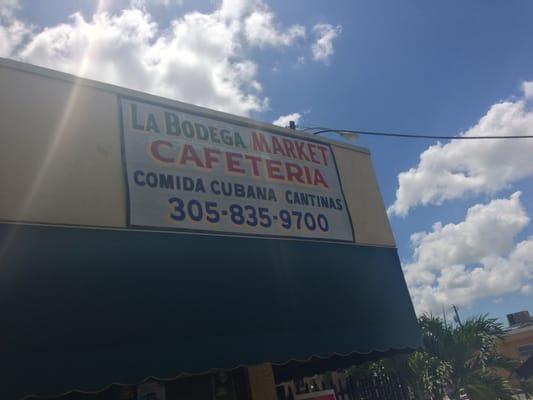 LA BODEGA MARKET
CAFETERIA
COMIDA CUBANA CANTINAS
305-835-9700